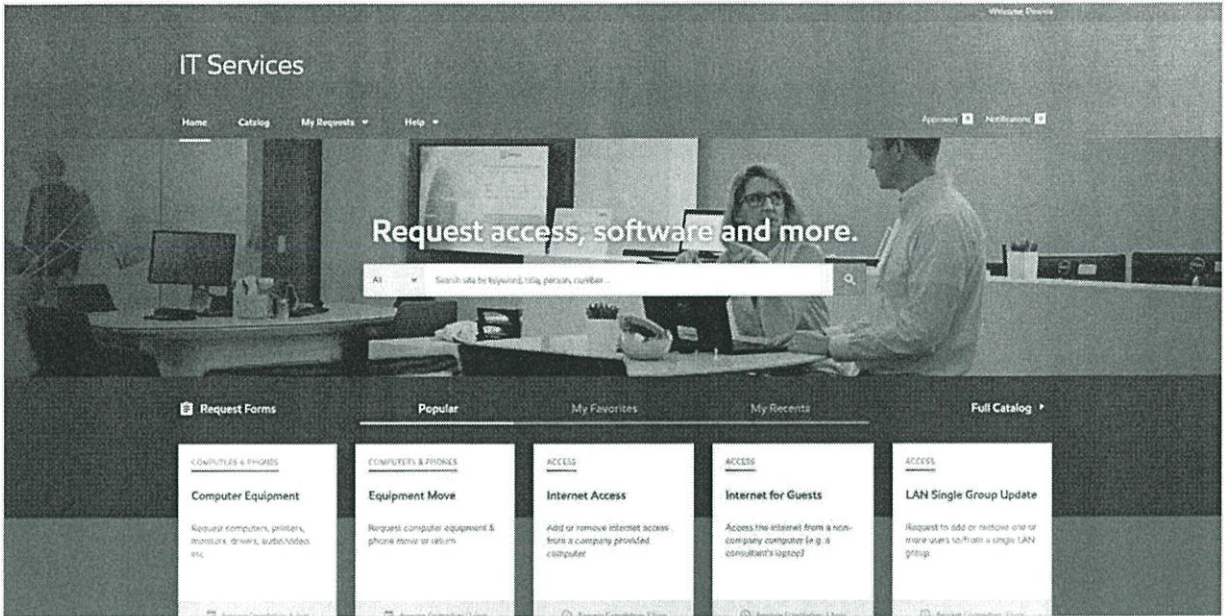 Welcome
IT Services
Home Catalog My Requests Help
Approvals Notifications
Request access, software and more.
All Search site by keyword, title, person, number ...
Request Forms Popular My Favorites My Recents Full Catalog
COMPUTERS & PHONES COMPUTERS & PHONES ACCESS ACCESS ACCESS
Computer Equipment Equipment Move Internet Access Internet for Guests LAN Single Group Update
Request computers, printers, Request computer equipment & Add or remove internet access Access the internet from a non- Request to add or remove one or
monitors, drivers, audio/video, phone move or return from a company provided company computer (e.g. a more users to/from a single LAN
etc. computer consultant's laptop) group.